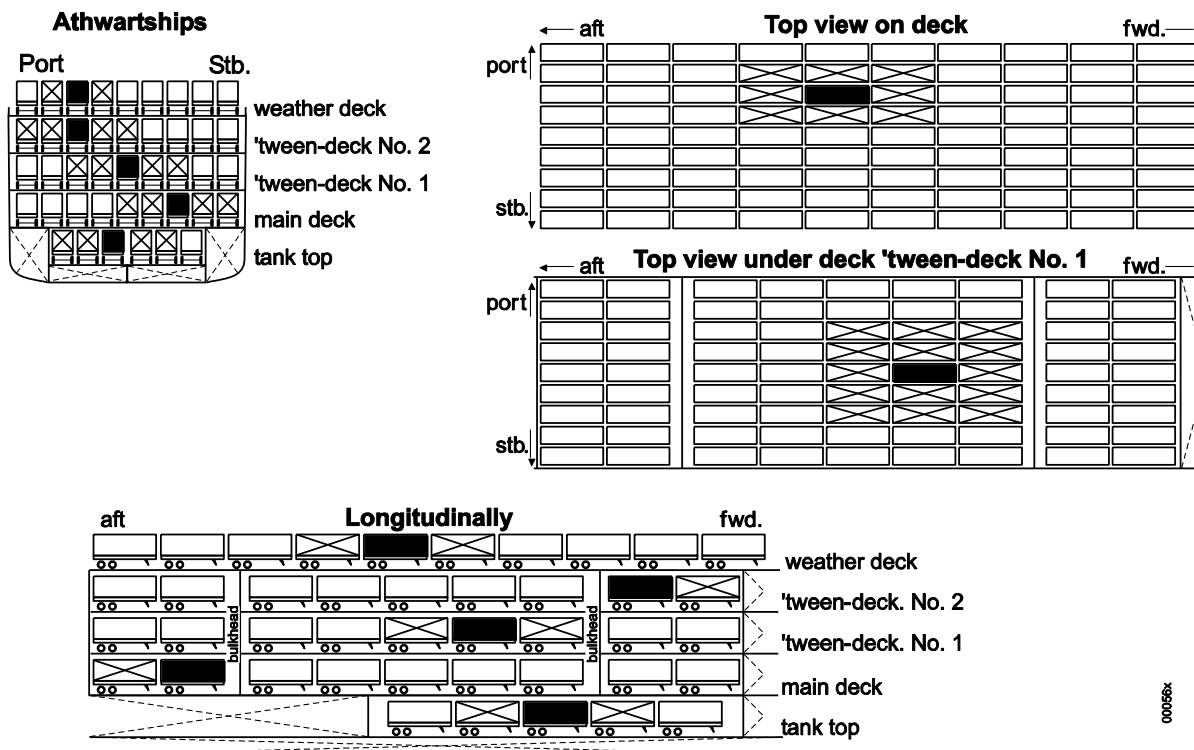 Athwartships
Port Stb.
weather deck
'tween-deck No. 2
'tween-deck No. 1
main deck
tank top
Top view on deck
aft fwd.
port
stb.
Top view under deck 'tween-deck No. 1
aft fwd.
port
stb.
Longitudinally
aft fwd.
weather deck
'tween-deck. No. 2
'tween-deck. No. 1
main deck
tank top
bulkhead
bulkhead
00056x